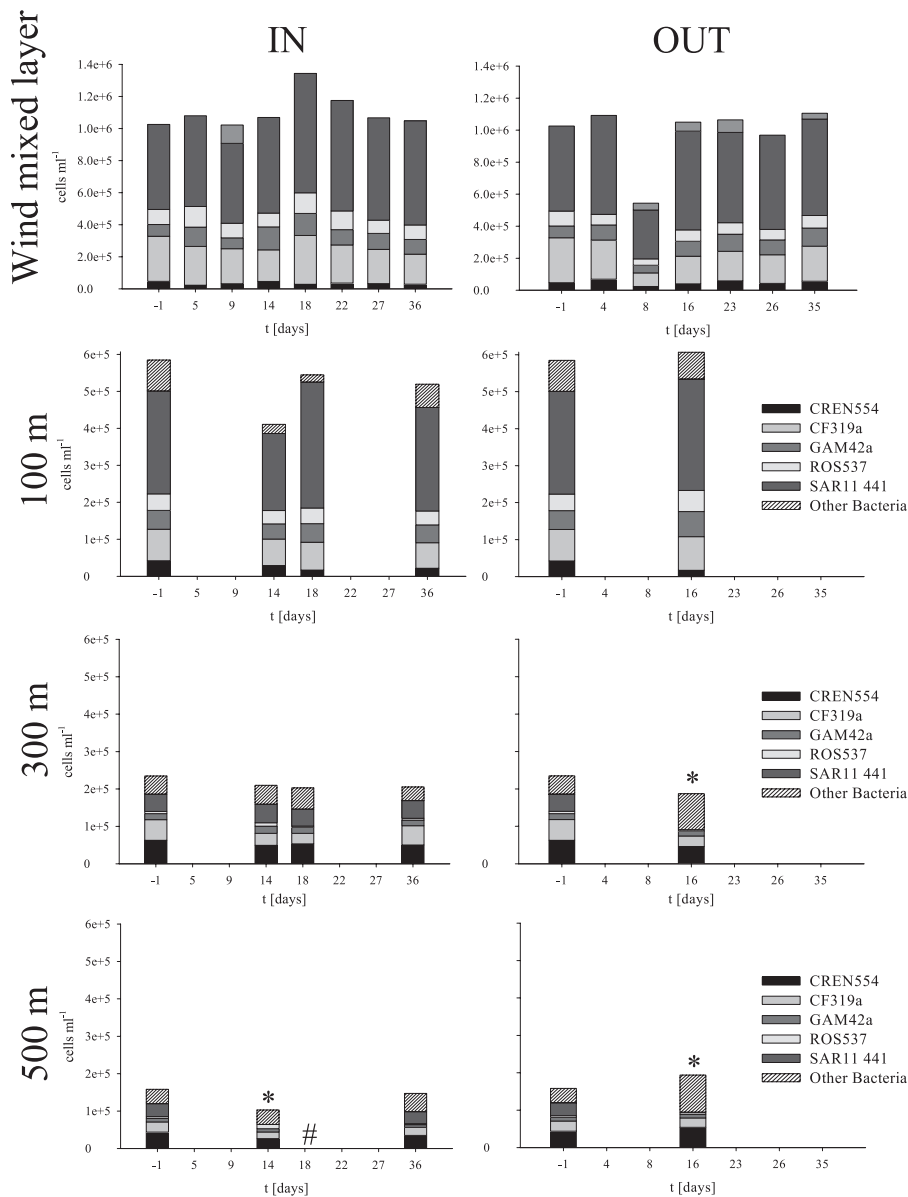 IN
OUT
Wind mixed layer
cells ml-1
1.4e+6
1.2e+6
1.0e+6
8.0e+5
6.0e+5
4.0e+5
2.0e+5
0.0
-1 5 9 14 18 22 27 36
t [days]
1.4e+6
1.2e+6
1.0e+6
8.0e+5
6.0e+5
4.0e+5
2.0e+5
0.0
-1 4 8 16 23 26 35
t [days]
100 m
cells ml-1
6e+5
5e+5
4e+5
3e+5
2e+5
1e+5
0
-1 5 9 14 18 22 27 36
t [days]
6e+5
5e+5
4e+5
3e+5
2e+5
1e+5
0
-1 4 8 16 23 26 35
t [days]
CREN554
CF319a
GAM42a
ROS537
SAR11 441
Other Bacteria
300 m
cells ml-1
6e+5
5e+5
4e+5
3e+5
2e+5
1e+5
0
-1 5 9 14 18 22 27 36
t [days]
*
0
-1 4 8 16 23 26 35
t [days]
CREN554
CF319a
GAM42a
ROS537
SAR11 441
Other Bacteria
500 m
cells ml-1
6e+5
5e+5
4e+5
3e+5
2e+5
1e+5
0
* #
-1 5 9 14 18 22 27 36
t [days]
*
0
-1 4 8 16 23 26 35
t [days]
CREN554
CF319a
GAM42a
ROS537
SAR11 441
Other Bacteria